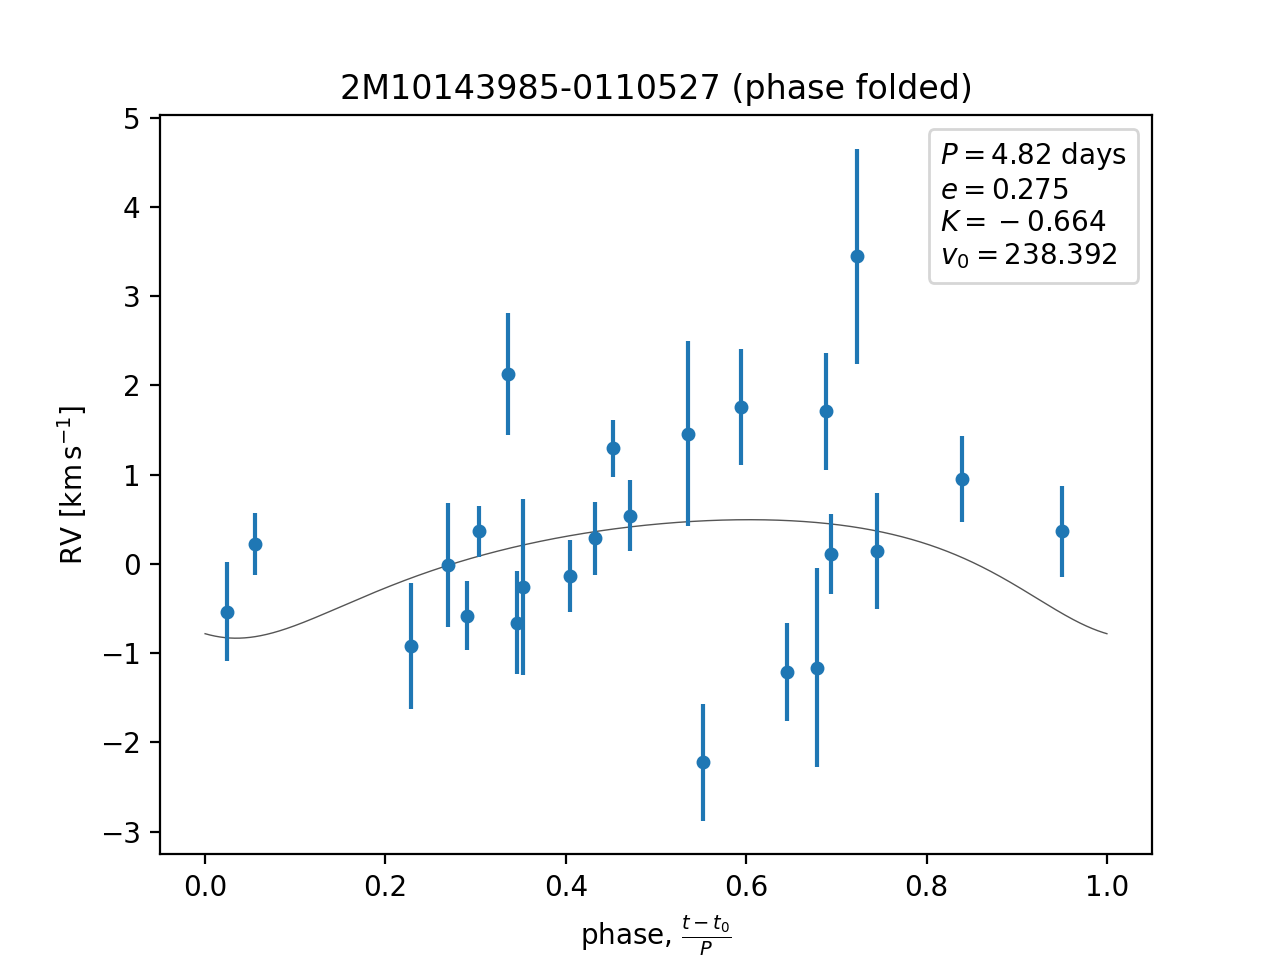 2M10143985-0110527 (phase folded)
P = 4.82 days
e = 0.275
K = −0.664
v₀ = 238.392
RV [km s⁻¹]
5
4
3
2
1
0
−1
−2
−3
0.0 0.2 0.4 0.6 0.8 1.0
phase, (t − t₀)/P